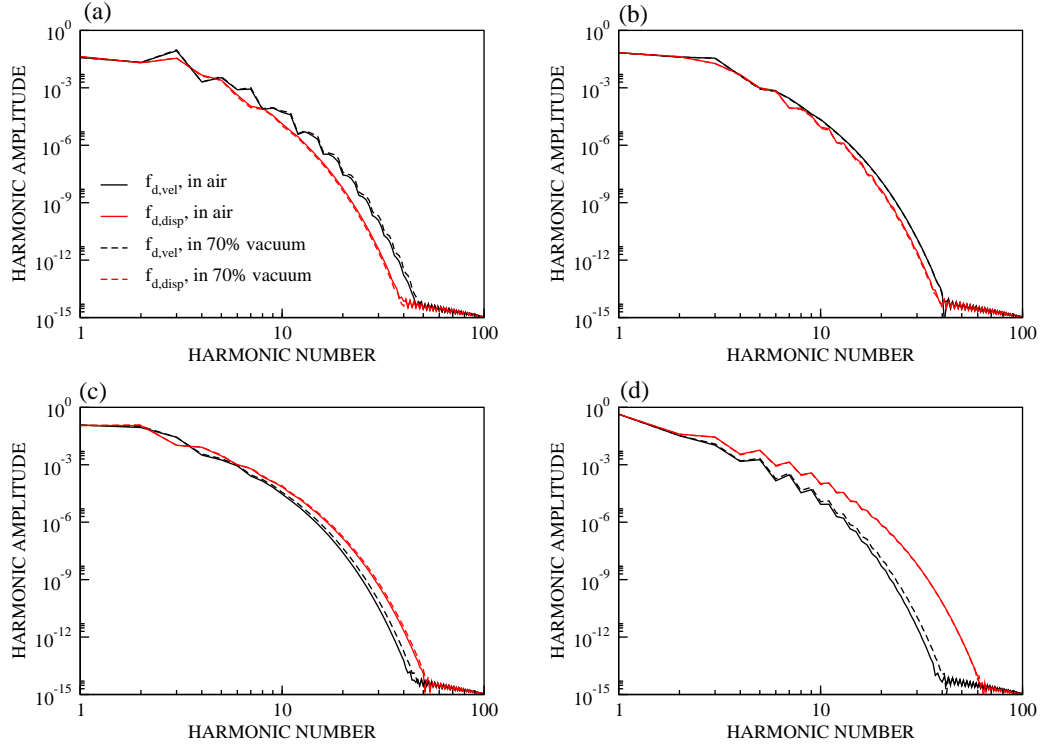 (a)
10^0
10^-3
10^-6
10^-9
10^-12
10^-15
HARMONIC AMPLITUDE
f_d,vel, in air
f_d,disp, in air
f_d,vel, in 70% vacuum
f_d,disp, in 70% vacuum
1 10 100
HARMONIC NUMBER
(b)
10^0
10^-3
10^-6
10^-9
10^-12
10^-15
HARMONIC AMPLITUDE
1 10 100
HARMONIC NUMBER
(c)
10^0
10^-3
10^-6
10^-9
10^-12
10^-15
HARMONIC AMPLITUDE
1 10 100
HARMONIC NUMBER
(d)
10^0
10^-3
10^-6
10^-9
10^-12
10^-15
HARMONIC AMPLITUDE
1 10 100
HARMONIC NUMBER